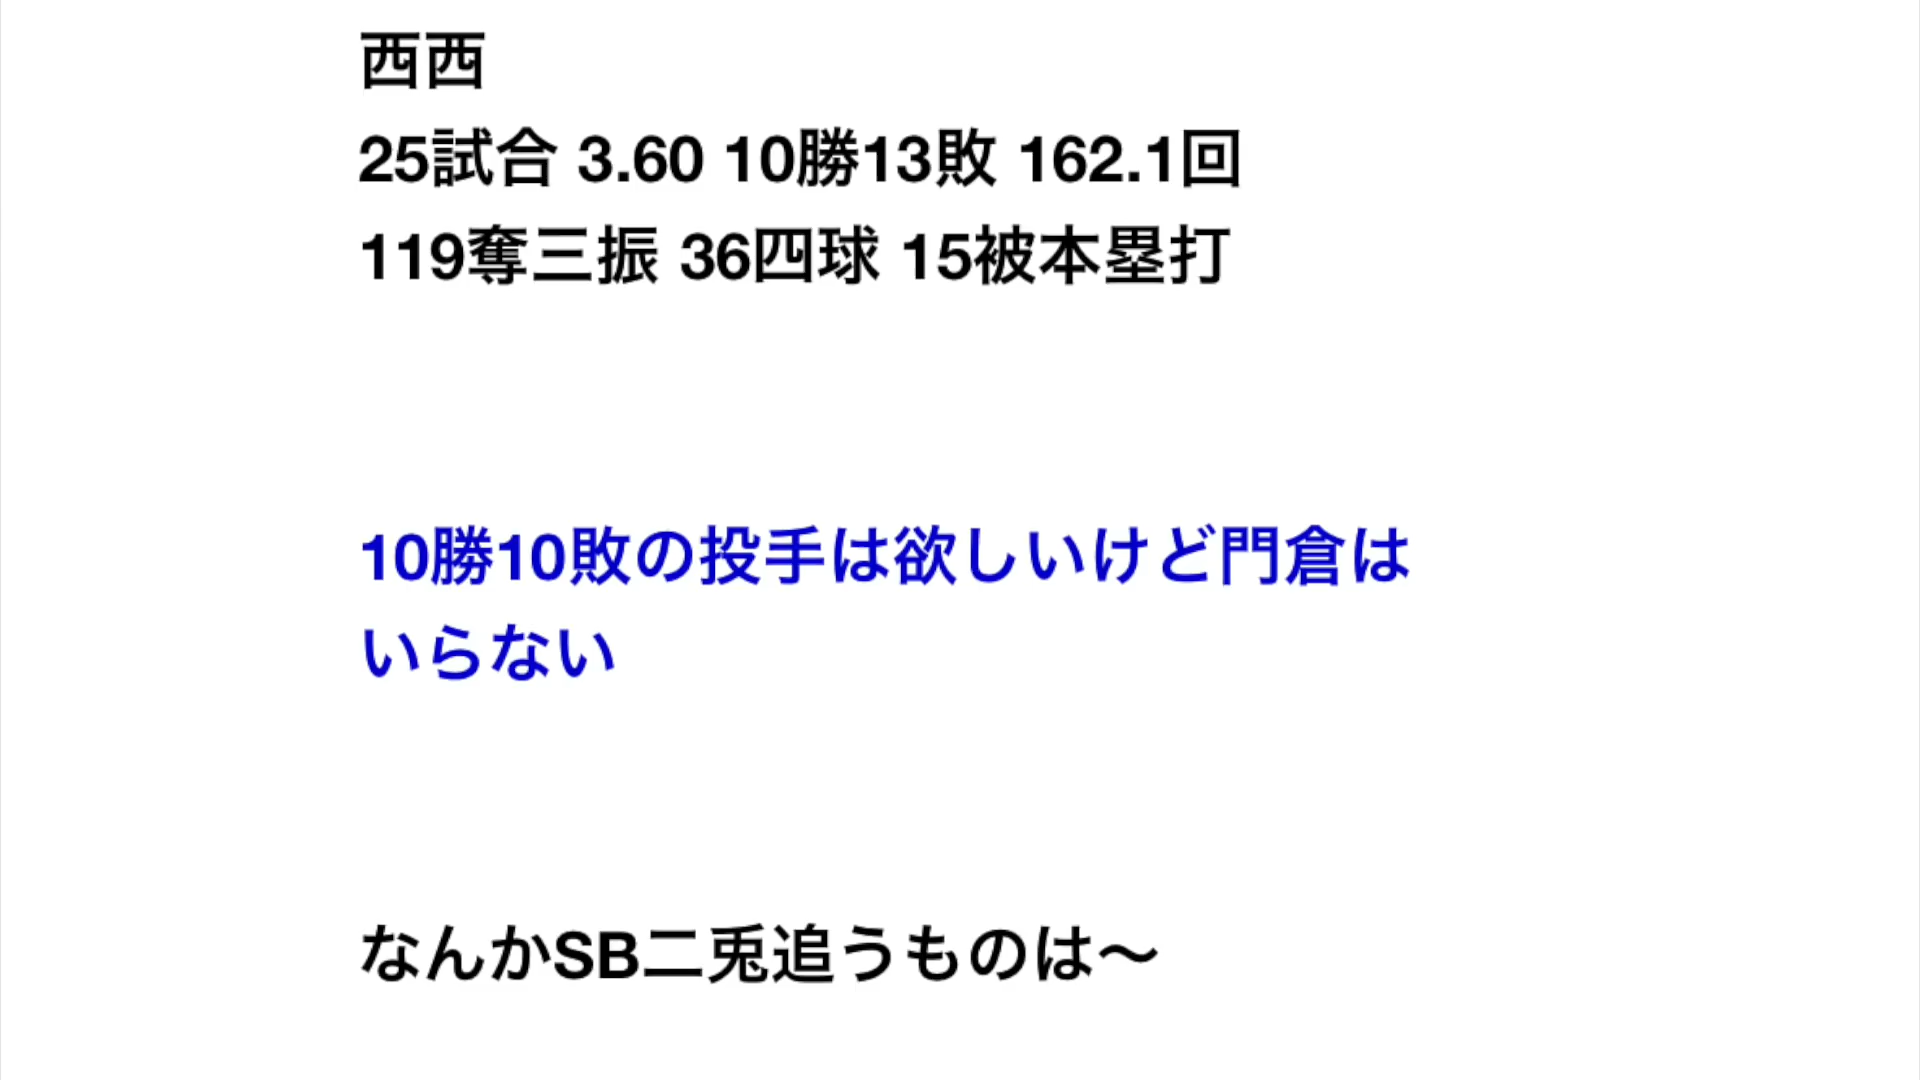 西西
25試合 3.60 10勝13敗 162.1回
119奪三振 36四球 15被本塁打
10勝10敗の投手は欲しいけど門倉は
いらない
なんかSB二兎追うものは〜